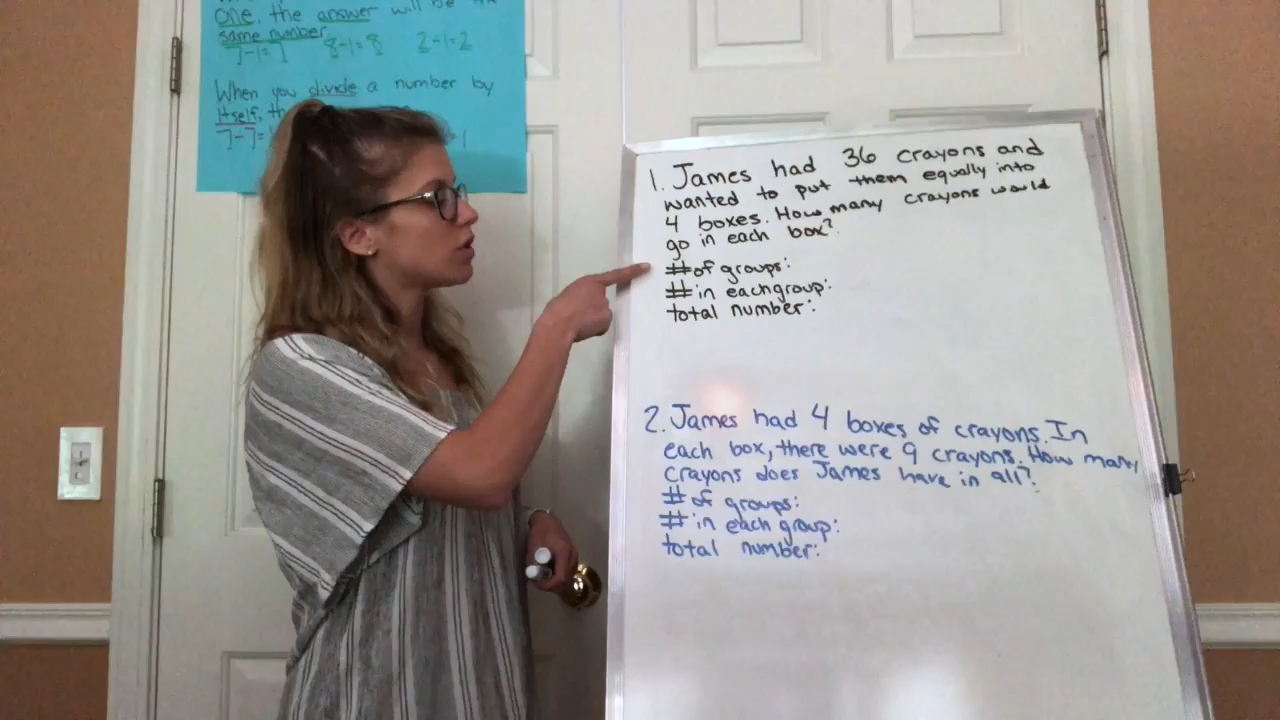 one, the answer will be the
same number
7÷1=7 8÷1=8 2÷1=2
When you divide a number by
itself, th
7÷7=1
1. James had 36 crayons and
wanted to put them equally into
4 boxes. How many crayons would
go in each box?
# of groups:
# in each group:
total number:
2. James had 4 boxes of crayons. In
each box, there were 9 crayons. How many
crayons does James have in all?
# of groups:
# in each group:
total number: